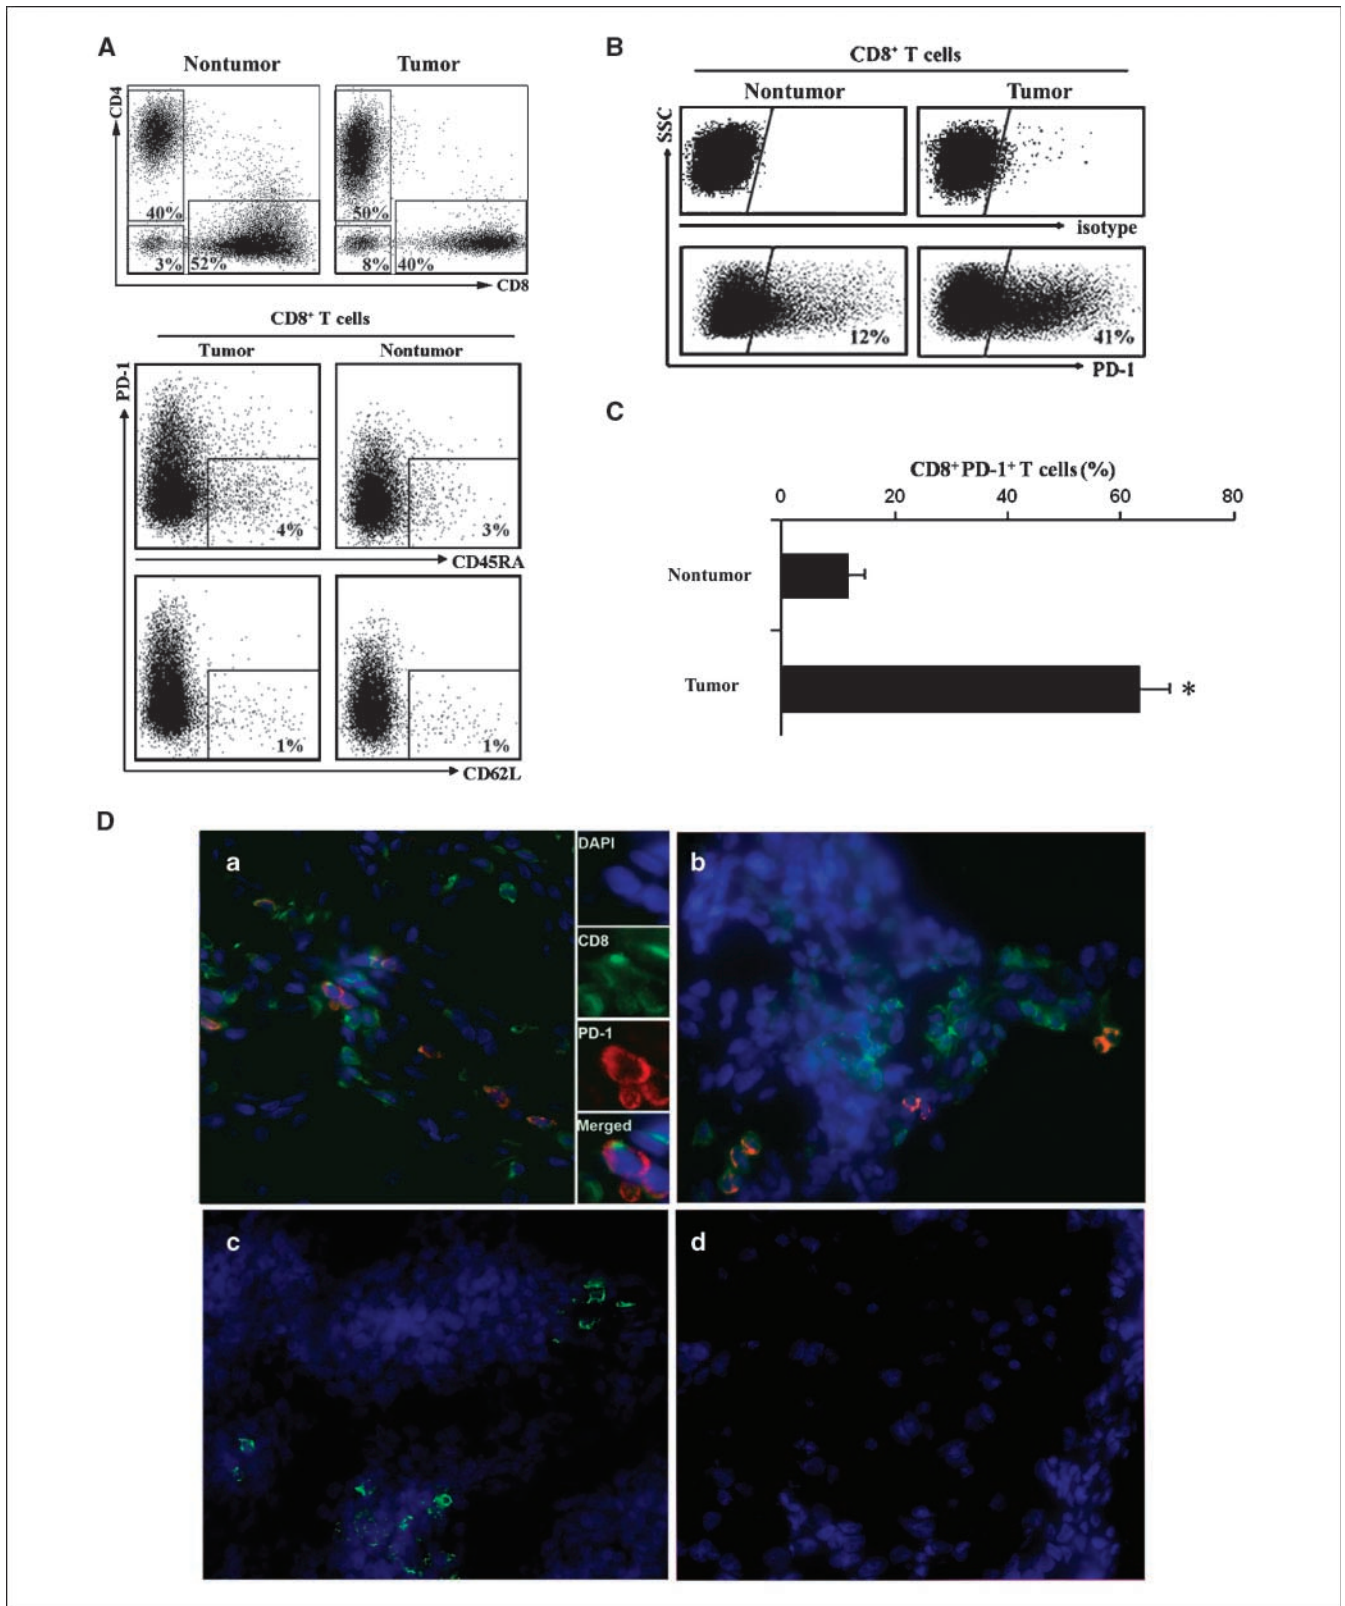 A
Nontumor Tumor
CD4
40%
3% 52%
50%
8% 40%
CD8
CD8⁺ T cells
Tumor Nontumor
PD-1
4% 3%
CD45RA
1% 1%
CD62L
B
CD8⁺ T cells
Nontumor Tumor
SSC
isotype
12% 41%
PD-1
C
CD8⁺PD-1⁺ T cells (%)
0 20 40 60 80
Nontumor
Tumor *
D
a
DAPI
CD8
PD-1
Merged
b
c
d